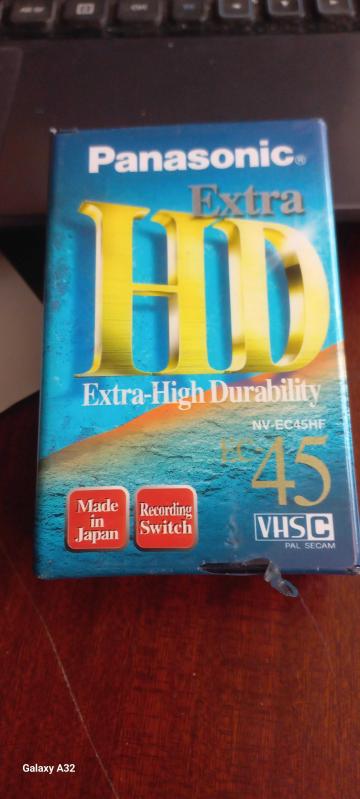 Panasonic®
Extra
HD
Extra-High Durability
NV-EC45HF
EC-45
VHSC
PAL SECAM
Made
in
Japan
Recording
Switch
Galaxy A32